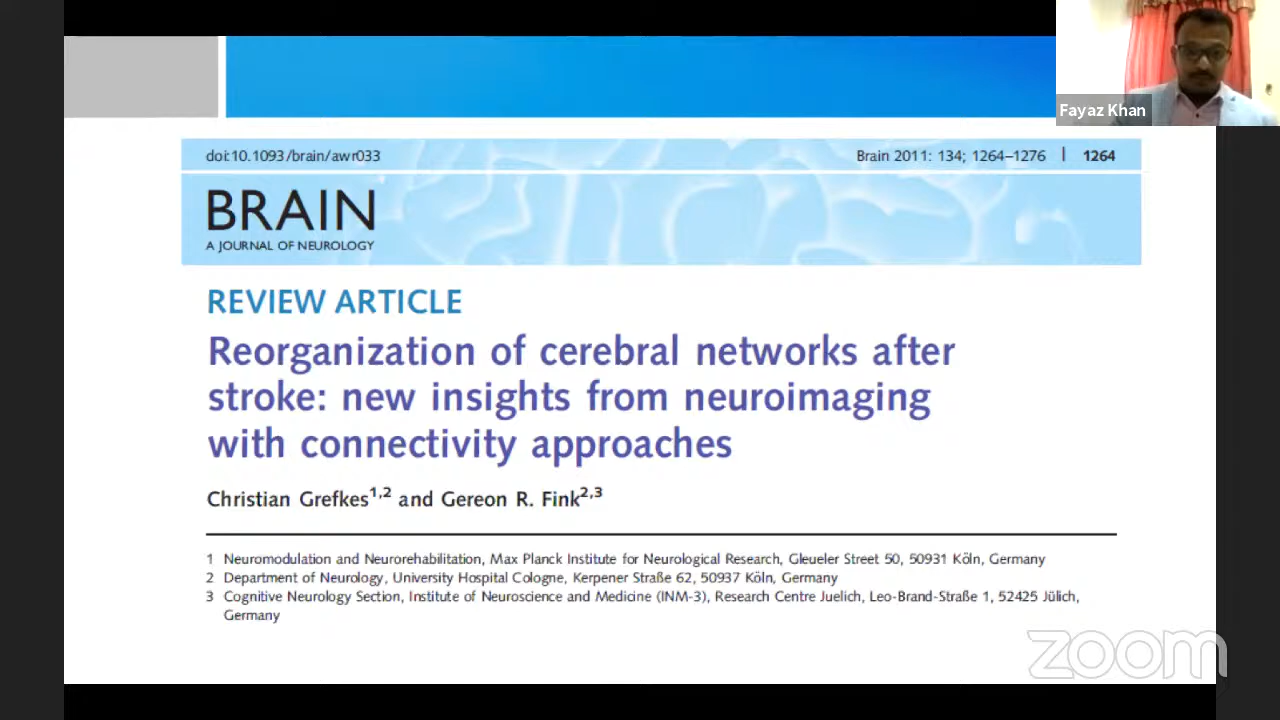 Fayaz Khan
doi:10.1093/brain/awr033
Brain 2011: 134; 1264–1276 | 1264
BRAIN
A JOURNAL OF NEUROLOGY
REVIEW ARTICLE
Reorganization of cerebral networks after
stroke: new insights from neuroimaging
with connectivity approaches
Christian Grefkes1,2 and Gereon R. Fink2,3
1 Neuromodulation and Neurorehabilitation, Max Planck Institute for Neurological Research, Gleueler Street 50, 50931 Köln, Germany
2 Department of Neurology, University Hospital Cologne, Kerpener Straße 62, 50937 Köln, Germany
3 Cognitive Neurology Section, Institute of Neuroscience and Medicine (INM-3), Research Centre Juelich, Leo-Brand-Straße 1, 52425 Jülich,
Germany
zoom